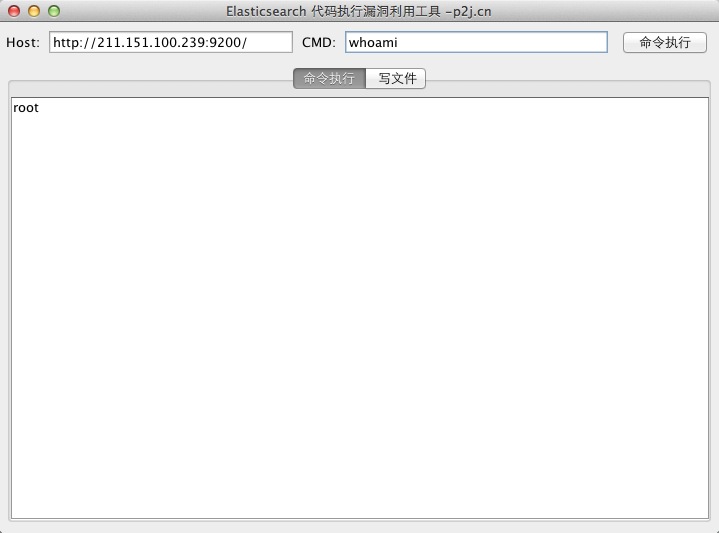 Elasticsearch 代码执行漏洞利用工具 -p2j.cn
Host: http://211.151.100.239:9200/ CMD: whoami 命令执行
命令执行 写文件
root